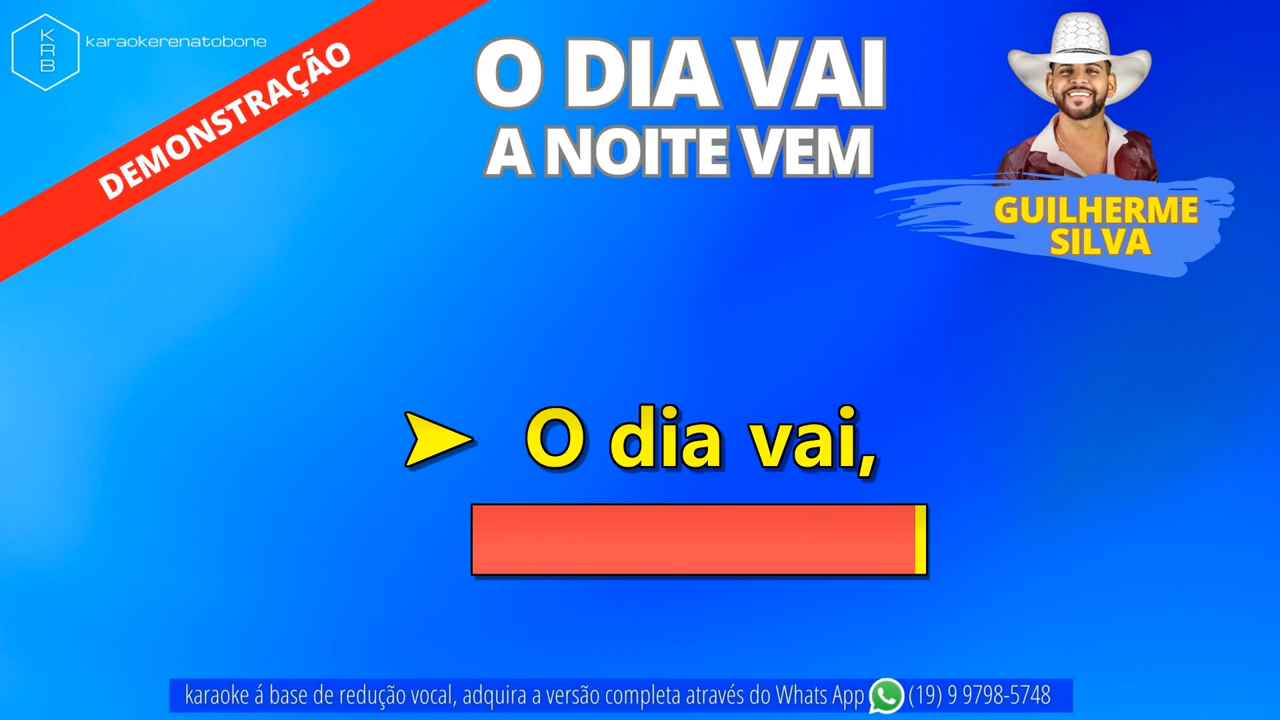 K
R
B
karaokerenatobone
DEMONSTRAÇÃO
O DIA VAI
A NOITE VEM
GUILHERME
SILVA
➤ O dia vai,
karaoke á base de redução vocal, adquira a versão completa através do Whats App (19) 9 9798-5748